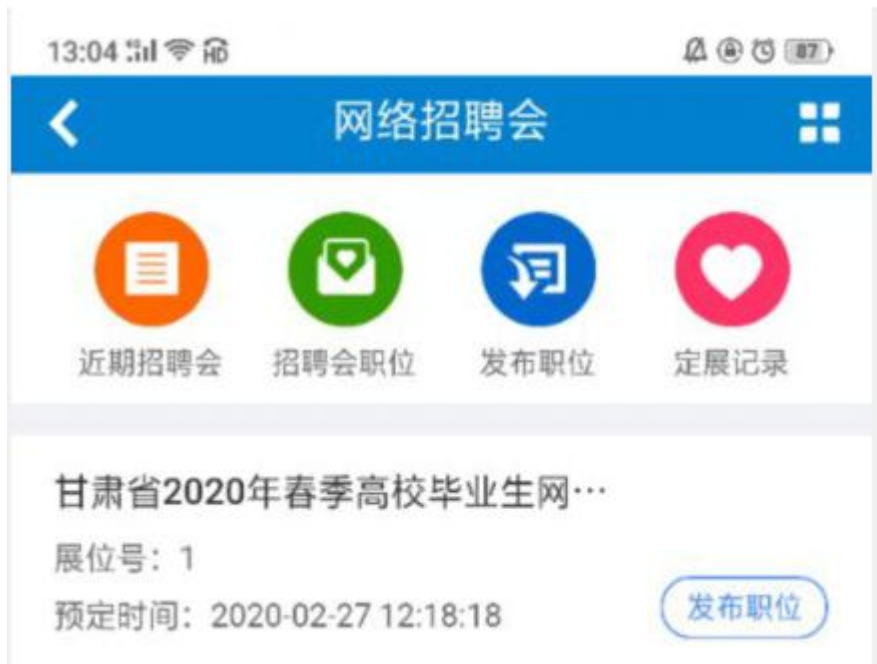 13:04
HD
87
网络招聘会
近期招聘会 招聘会职位 发布职位 定展记录
甘肃省2020年春季高校毕业生网…
展位号：1
预定时间：2020-02-27 12:18:18
发布职位